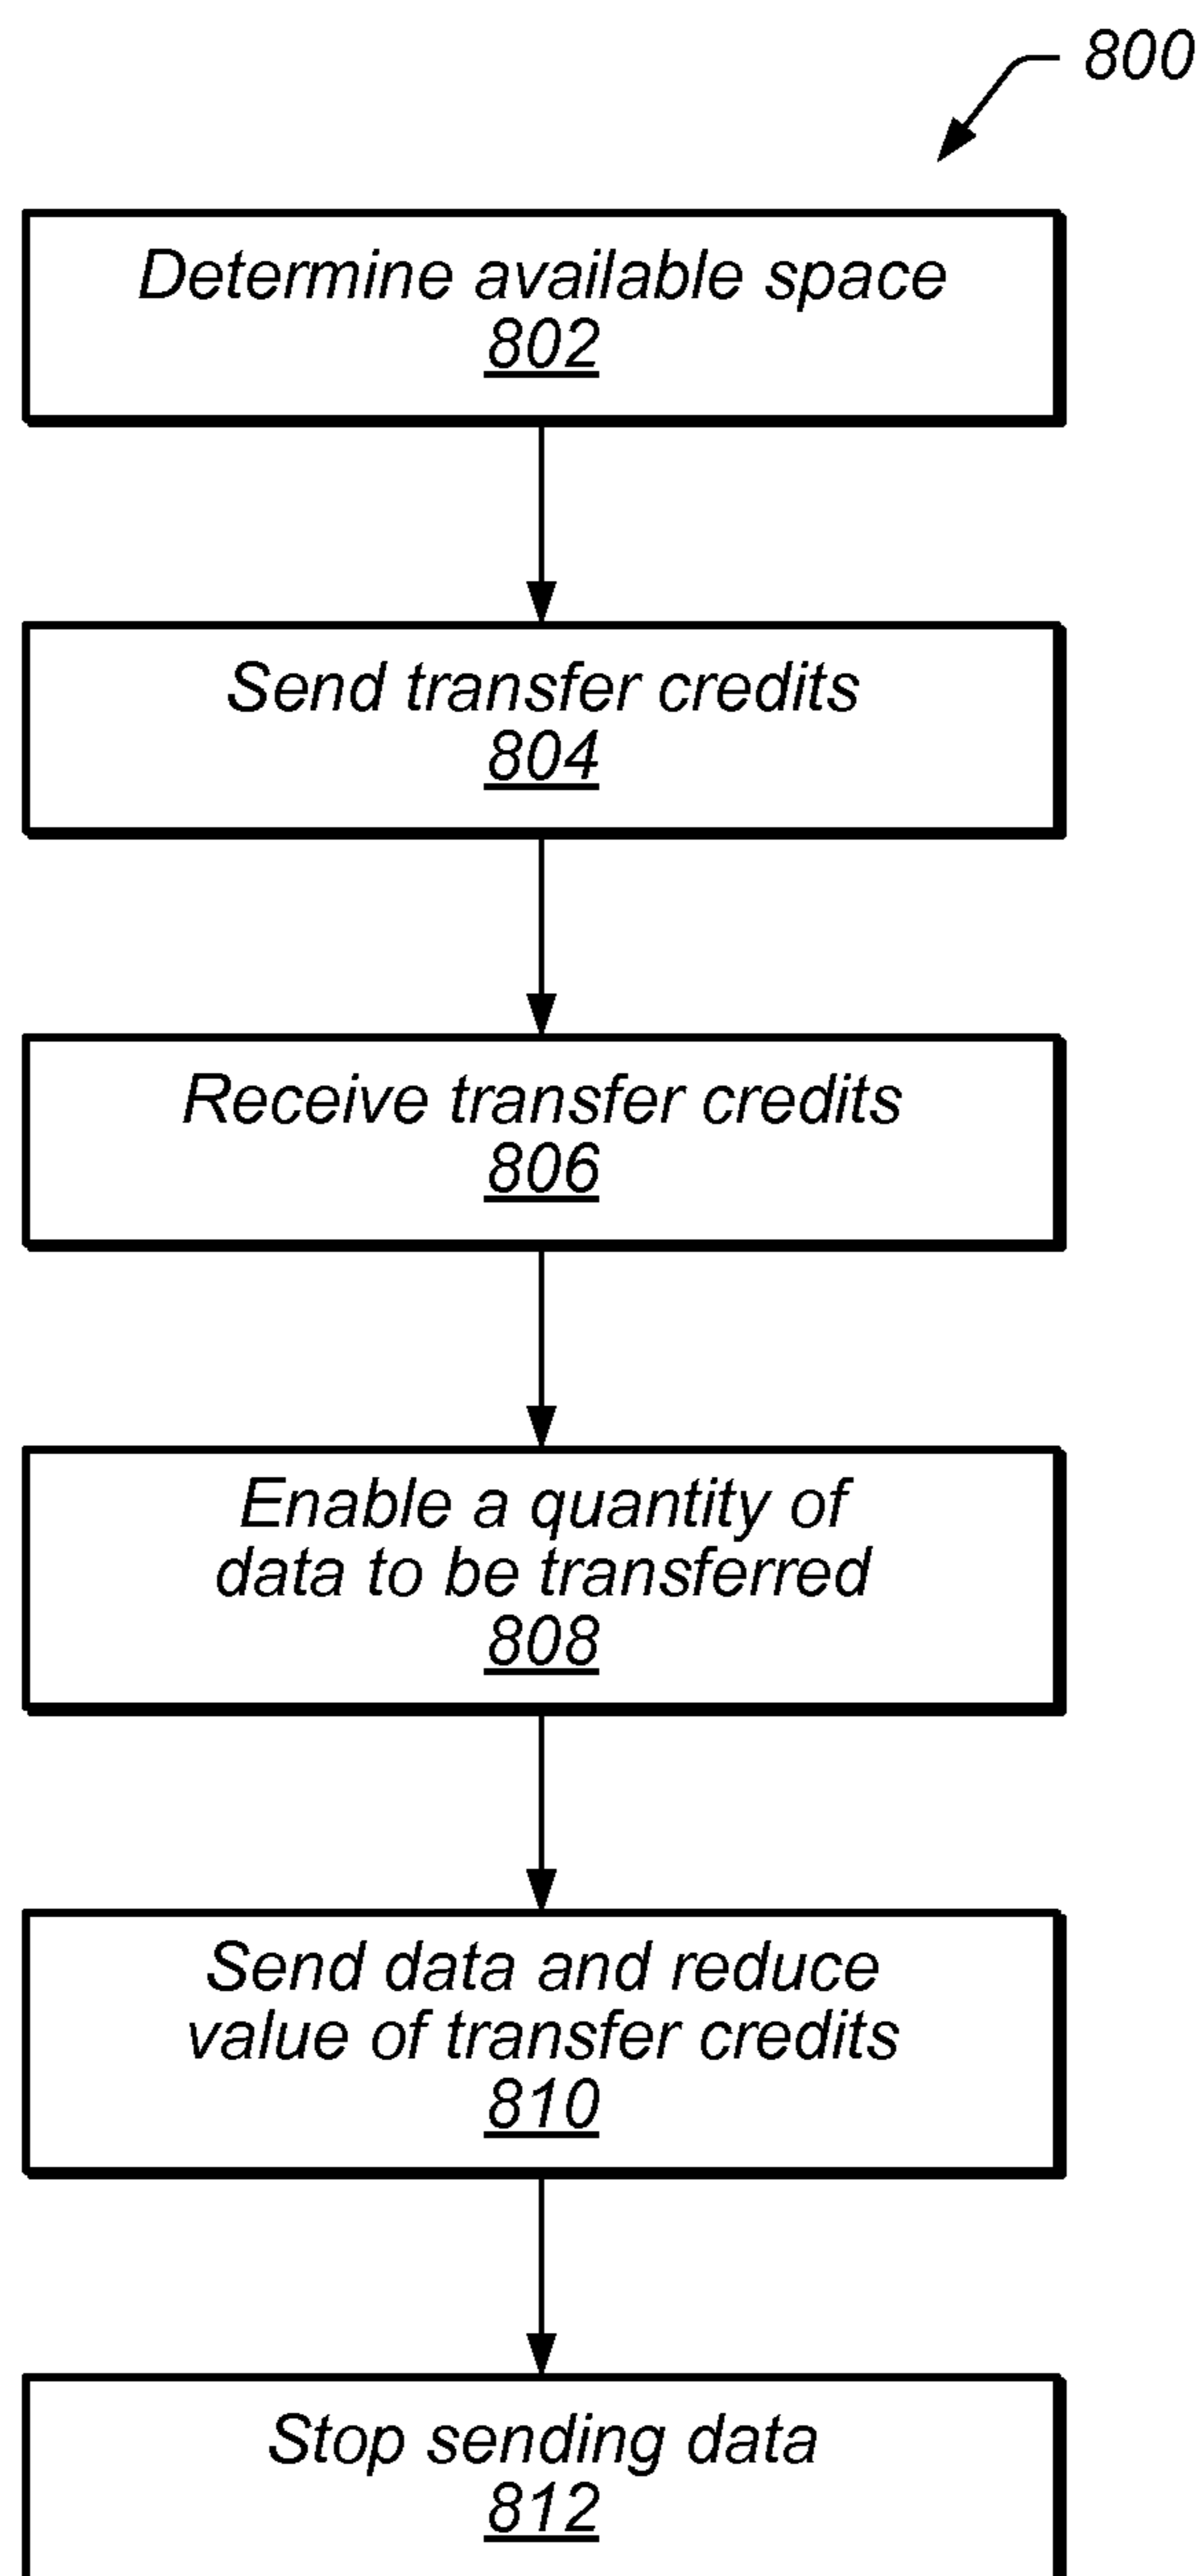 800
Determine available space
802
Send transfer credits
804
Receive transfer credits
806
Enable a quantity of
data to be transferred
808
Send data and reduce
value of transfer credits
810
Stop sending data
812